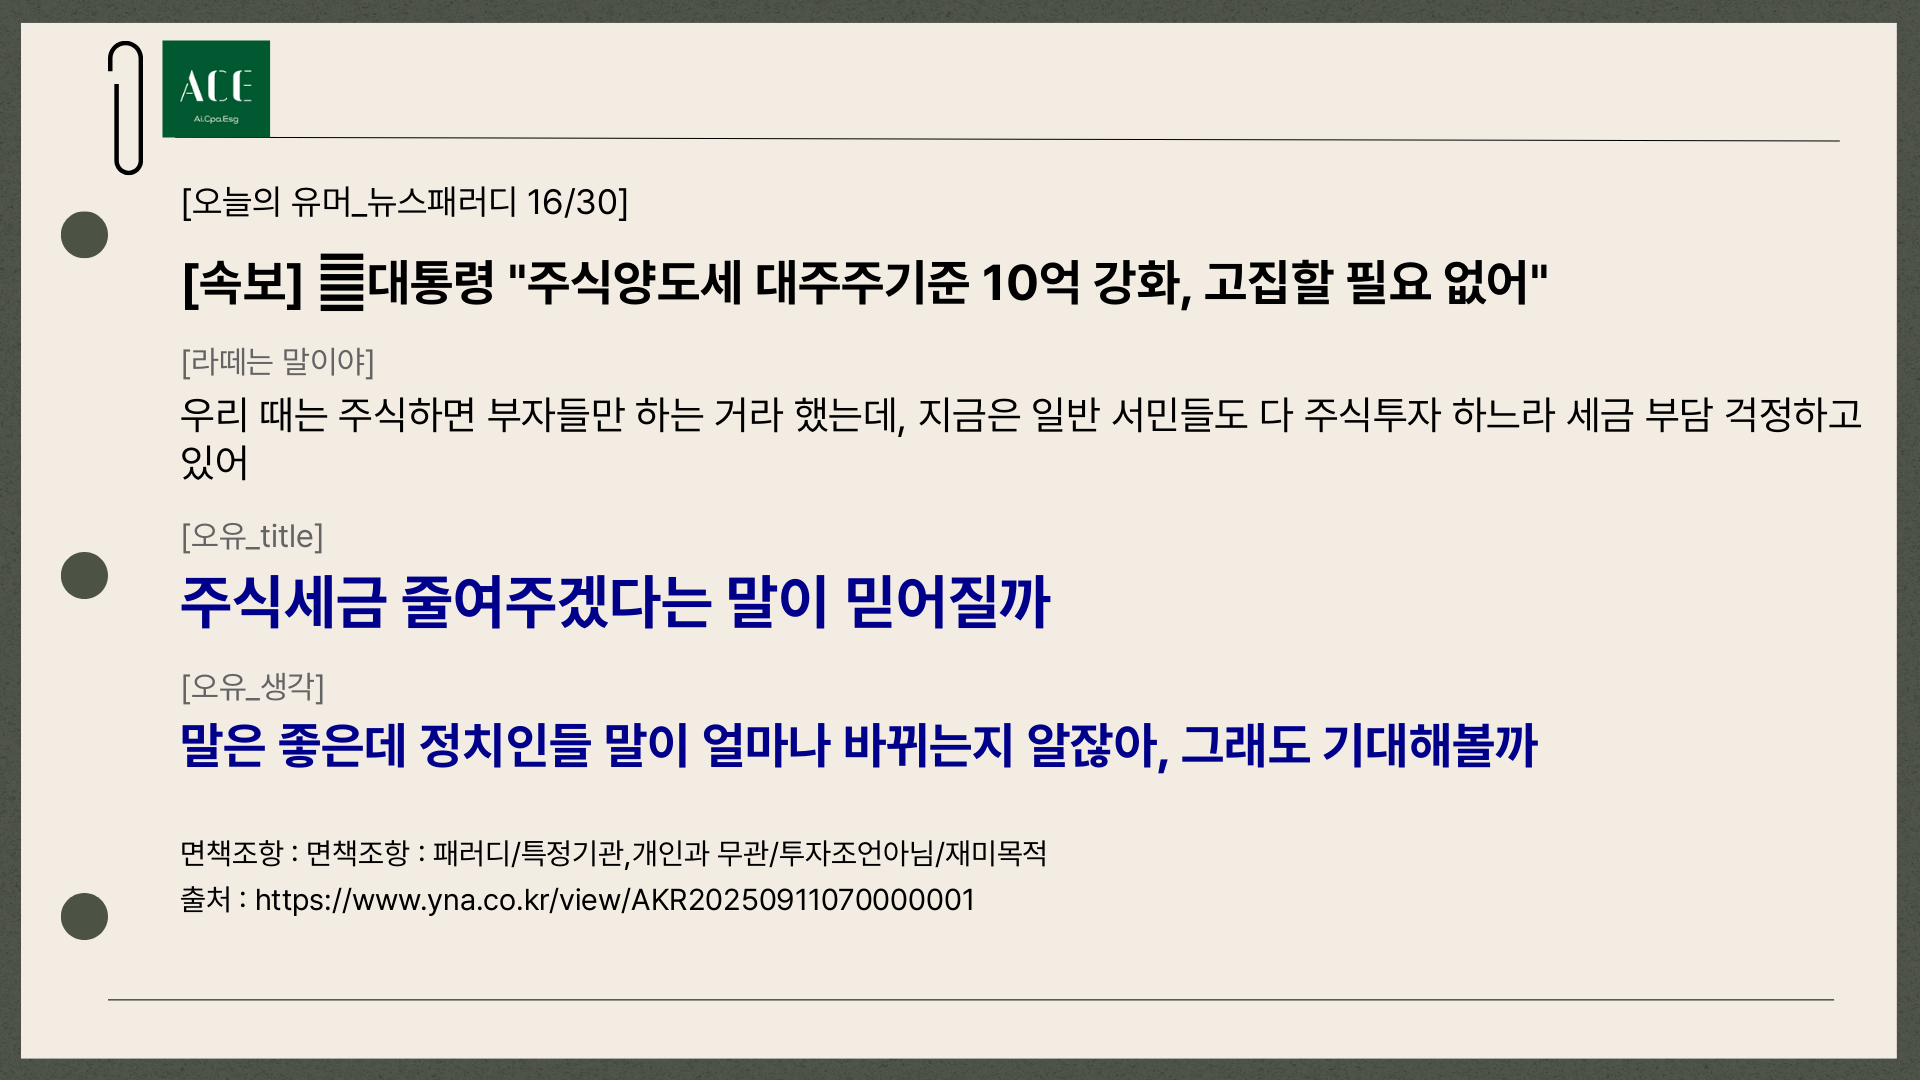 ACE
Ai.Cpa.Esg
[오늘의 유머_뉴스패러디 16/30]
[속보] 대통령 "주식양도세 대주주기준 10억 강화, 고집할 필요 없어"
[라떼는 말이야]
우리 때는 주식하면 부자들만 하는 거라 했는데, 지금은 일반 서민들도 다 주식투자 하느라 세금 부담 걱정하고
있어
[오유_title]
주식세금 줄여주겠다는 말이 믿어질까
[오유_생각]
말은 좋은데 정치인들 말이 얼마나 바뀌는지 알잖아, 그래도 기대해볼까
면책조항 : 면책조항 : 패러디/특정기관,개인과 무관/투자조언아님/재미목적
출처 : https://www.yna.co.kr/view/AKR20250911070000001